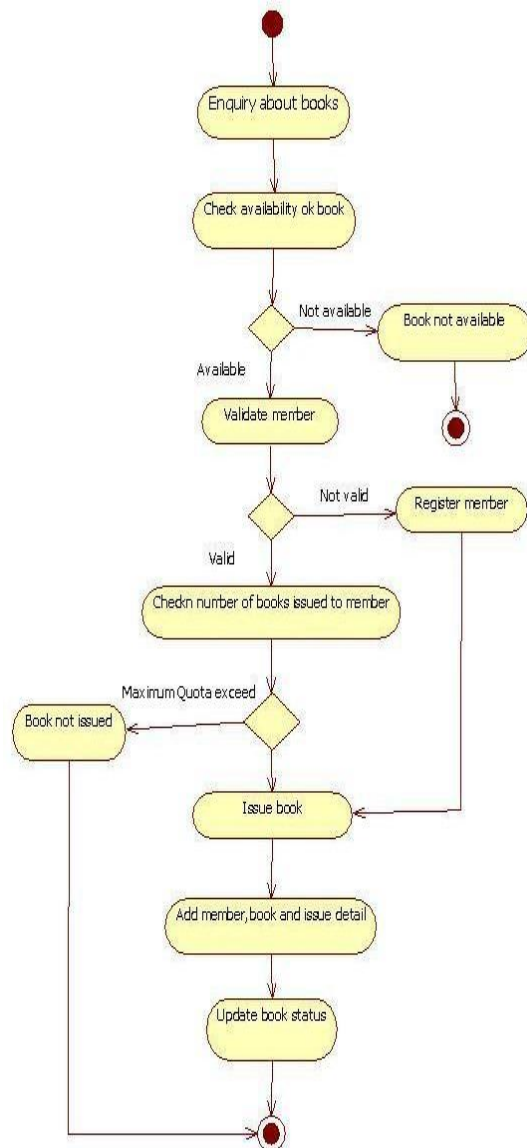 Enquiry about books
Check availability ok book
Not available
Book not available
Available
Validate member
Not valid
Register member
Valid
Checkn number of books issued to member
Maximum Quota exceed
Book not issued
Issue book
Add member,book and issue detail
Update book status